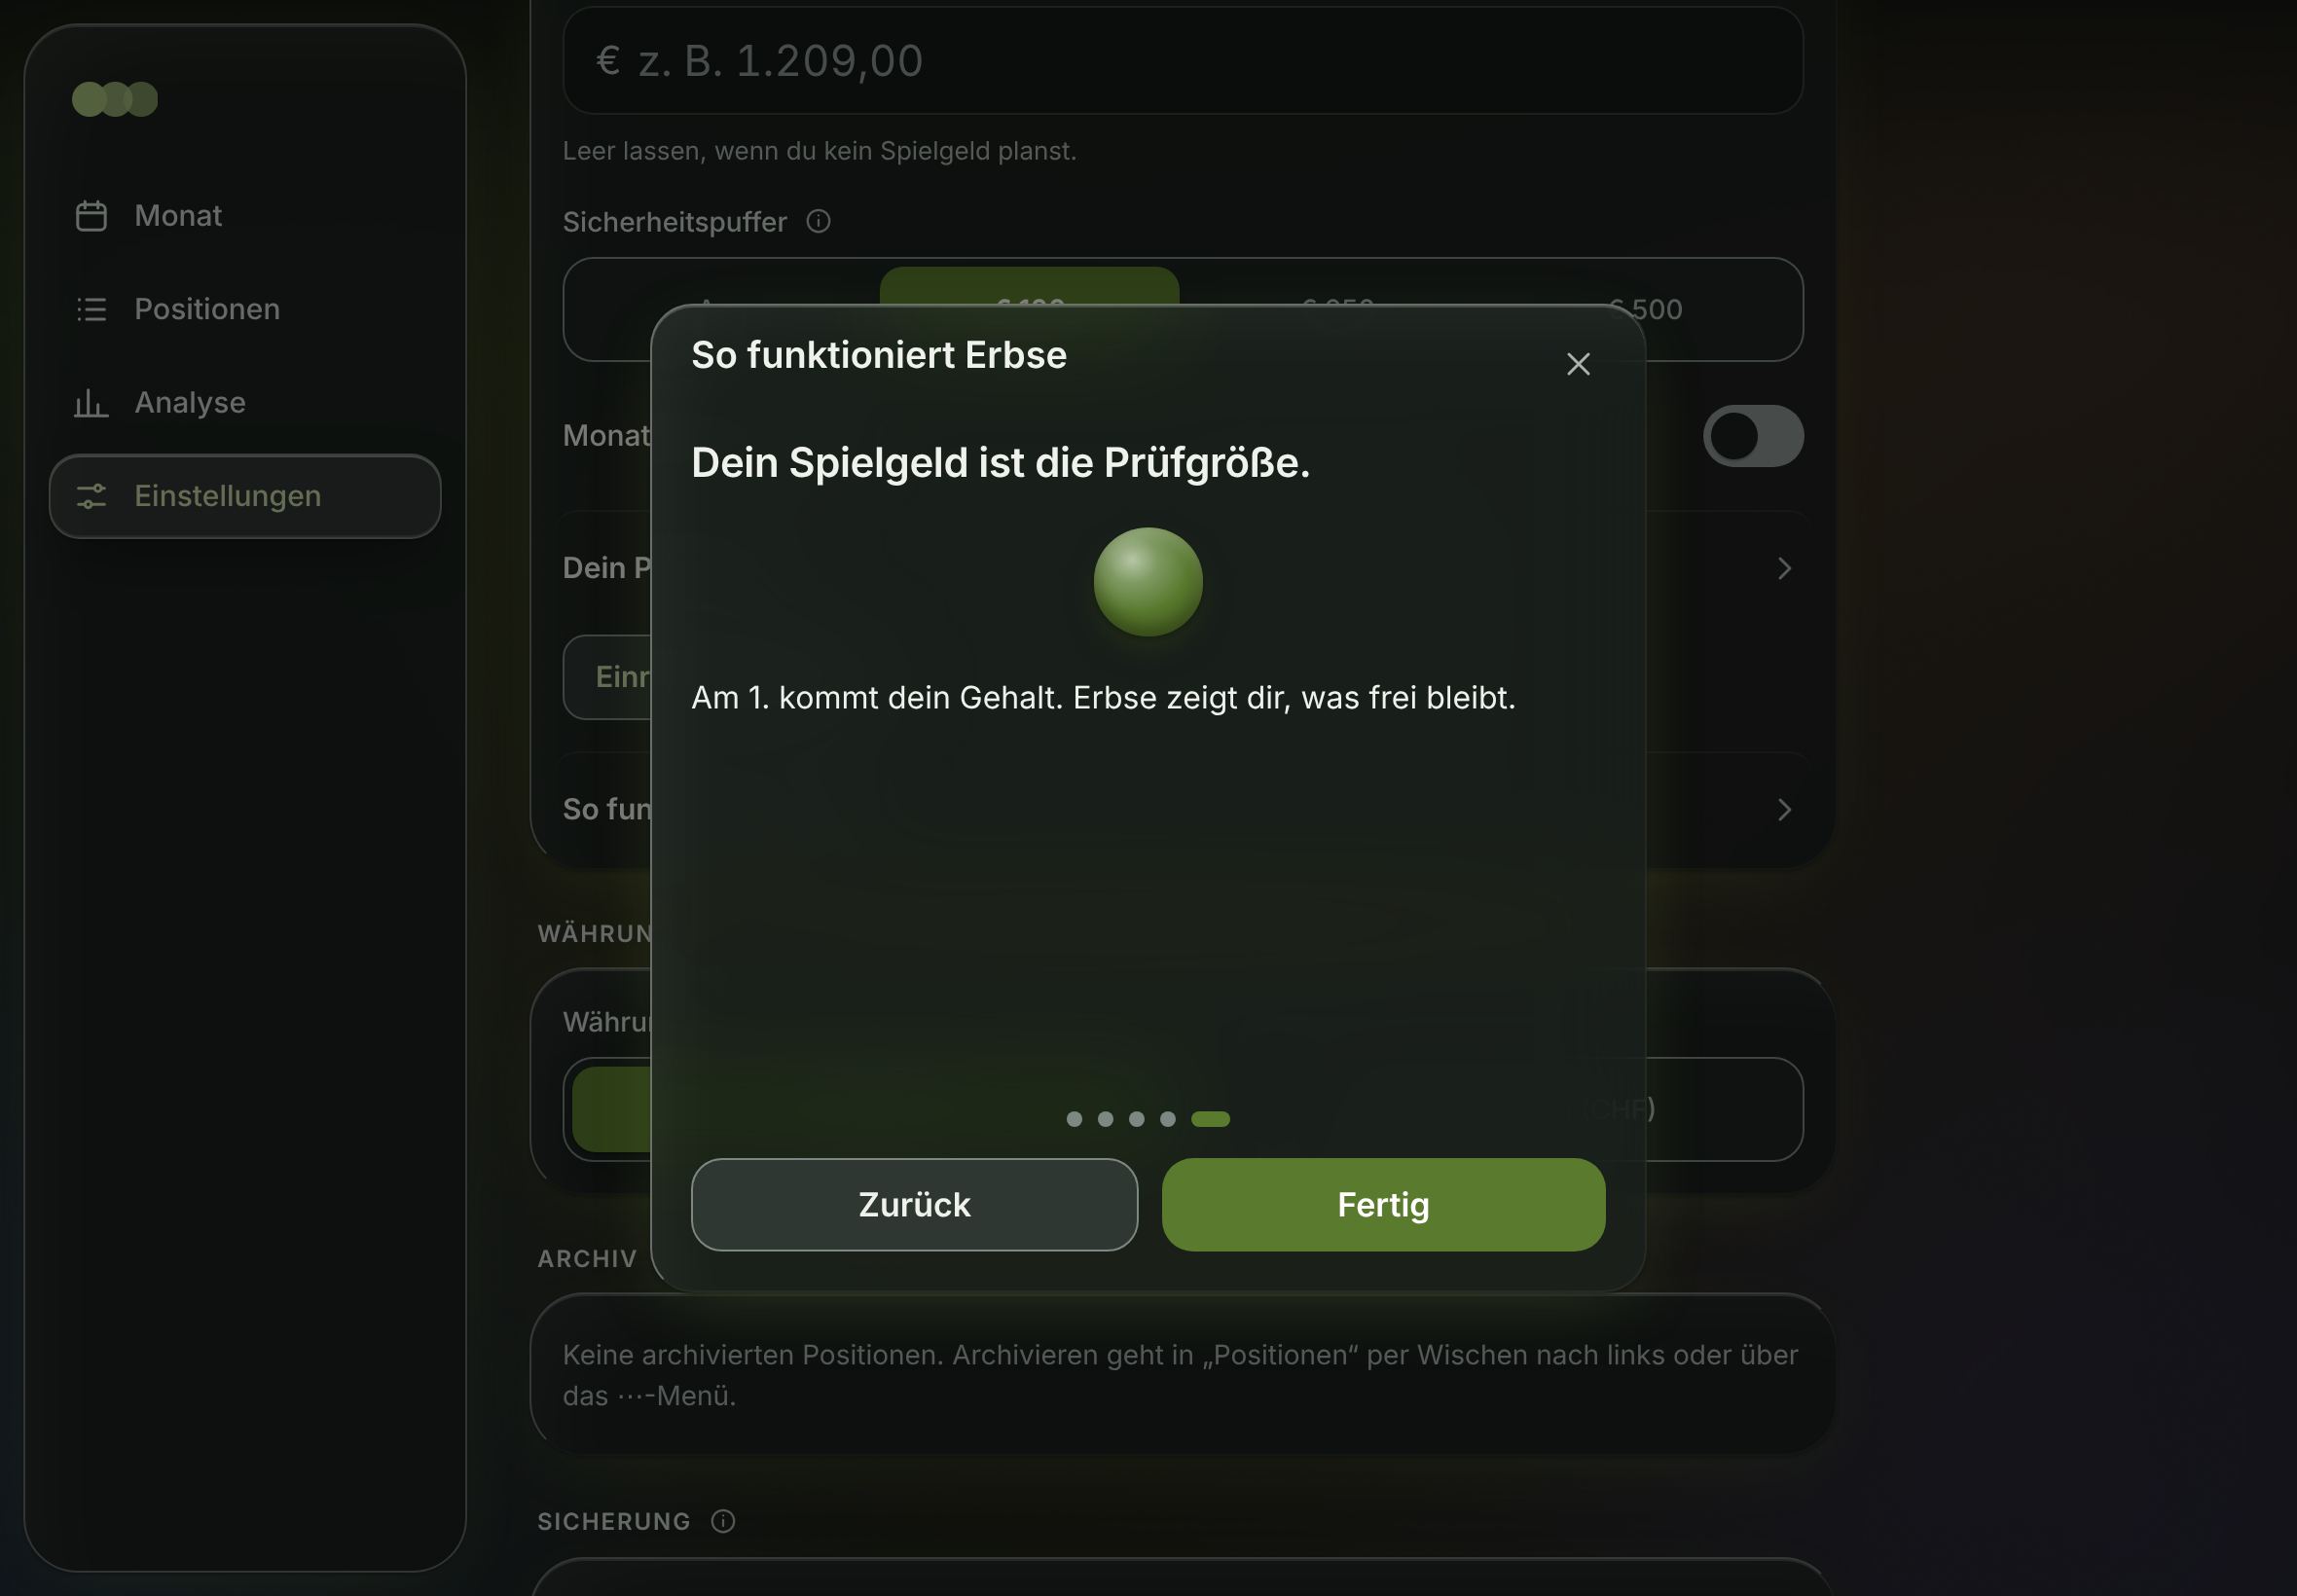 Monat
Positionen
Analyse
Einstellungen
€ z. B. 1.209,00
Leer lassen, wenn du kein Spielgeld planst.
Sicherheitspuffer
500
So funktioniert Erbse
Monat
Dein Spielgeld ist die Prüfgröße.
Dein P
Einr
Am 1. kommt dein Gehalt. Erbse zeigt dir, was frei bleibt.
So fun
WÄHRUN
Währu
CHF)
Zurück
Fertig
ARCHIV
Keine archivierten Positionen. Archivieren geht in „Positionen“ per Wischen nach links oder über
das ···-Menü.
SICHERUNG